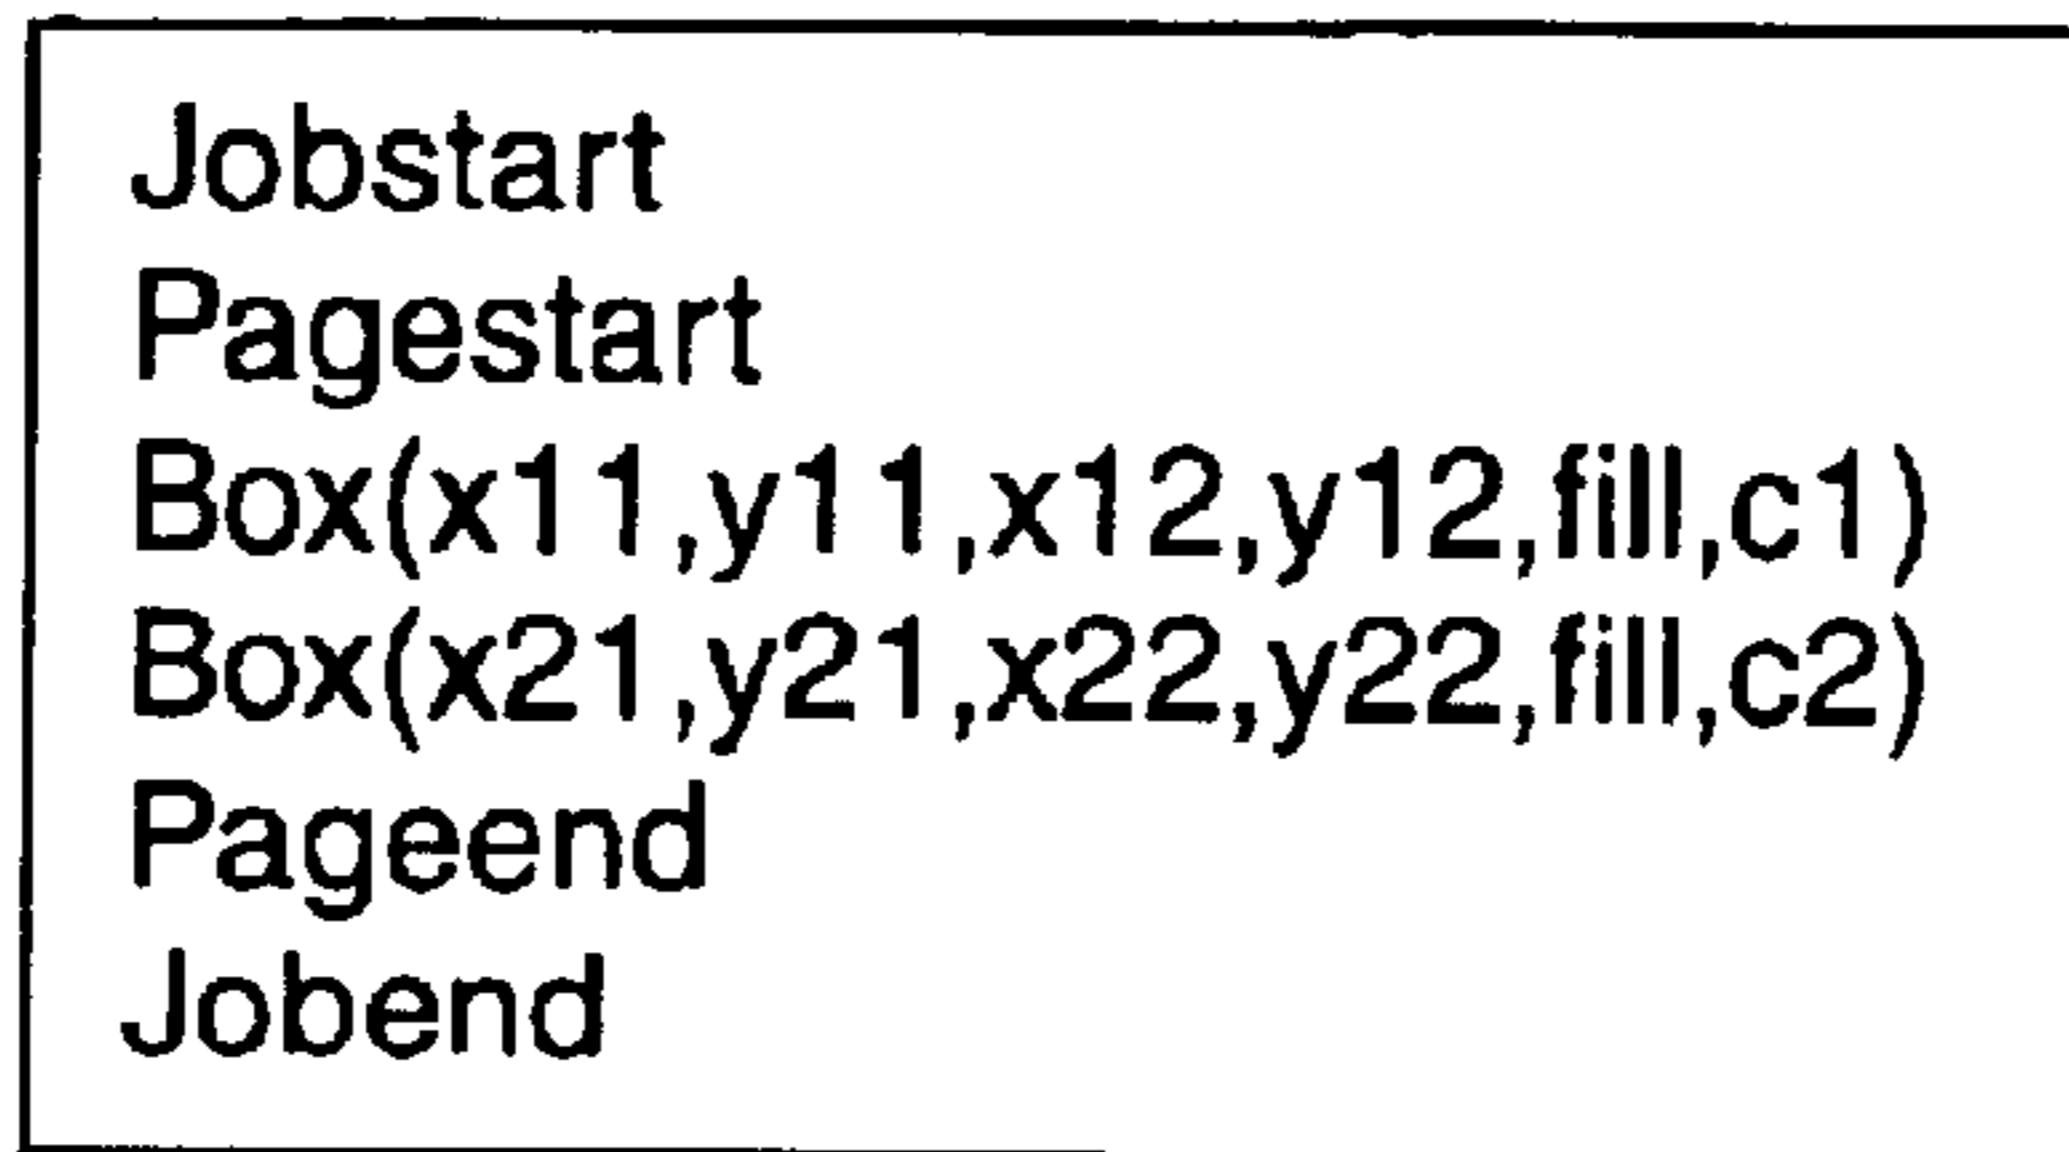 Jobstart
Pagestart
Box(x11,y11,x12,y12,fill,c1)
Box(x21,y21,x22,y22,fill,c2)
Pageend
Jobend